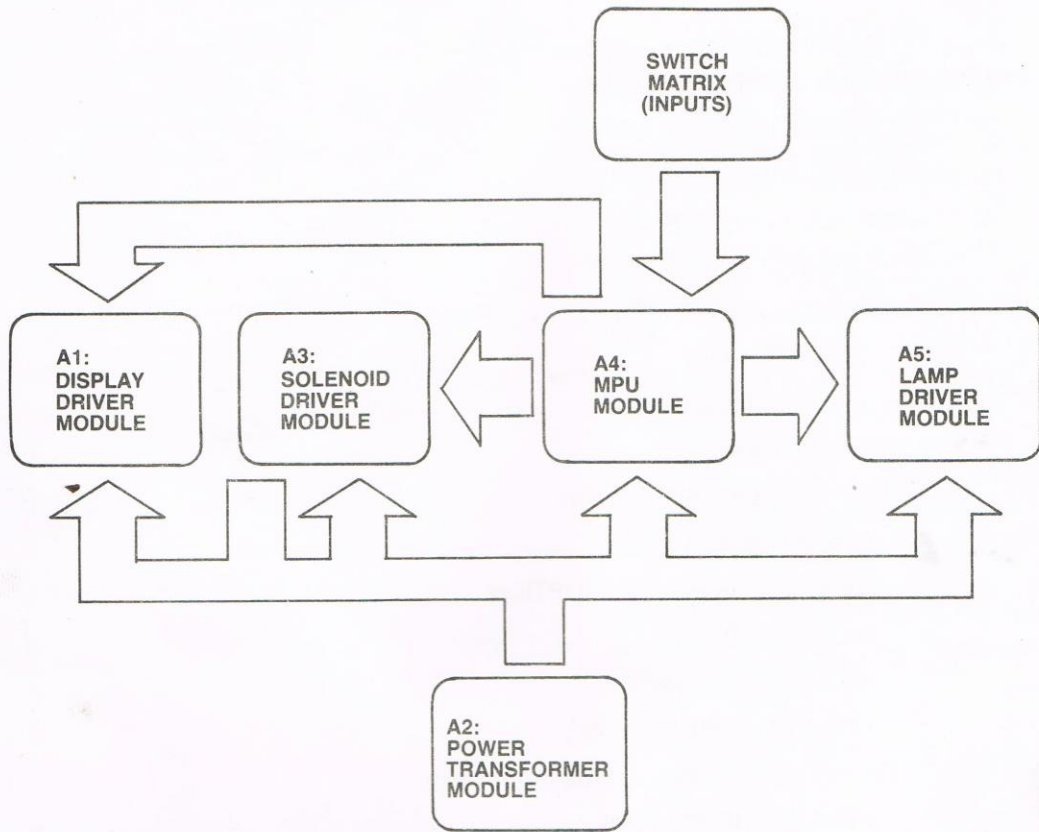 SWITCH
MATRIX
(INPUTS)
A1:
DISPLAY
DRIVER
MODULE
A3:
SOLENOID
DRIVER
MODULE
A4:
MPU
MODULE
A5:
LAMP
DRIVER
MODULE
A2:
POWER
TRANSFORMER
MODULE